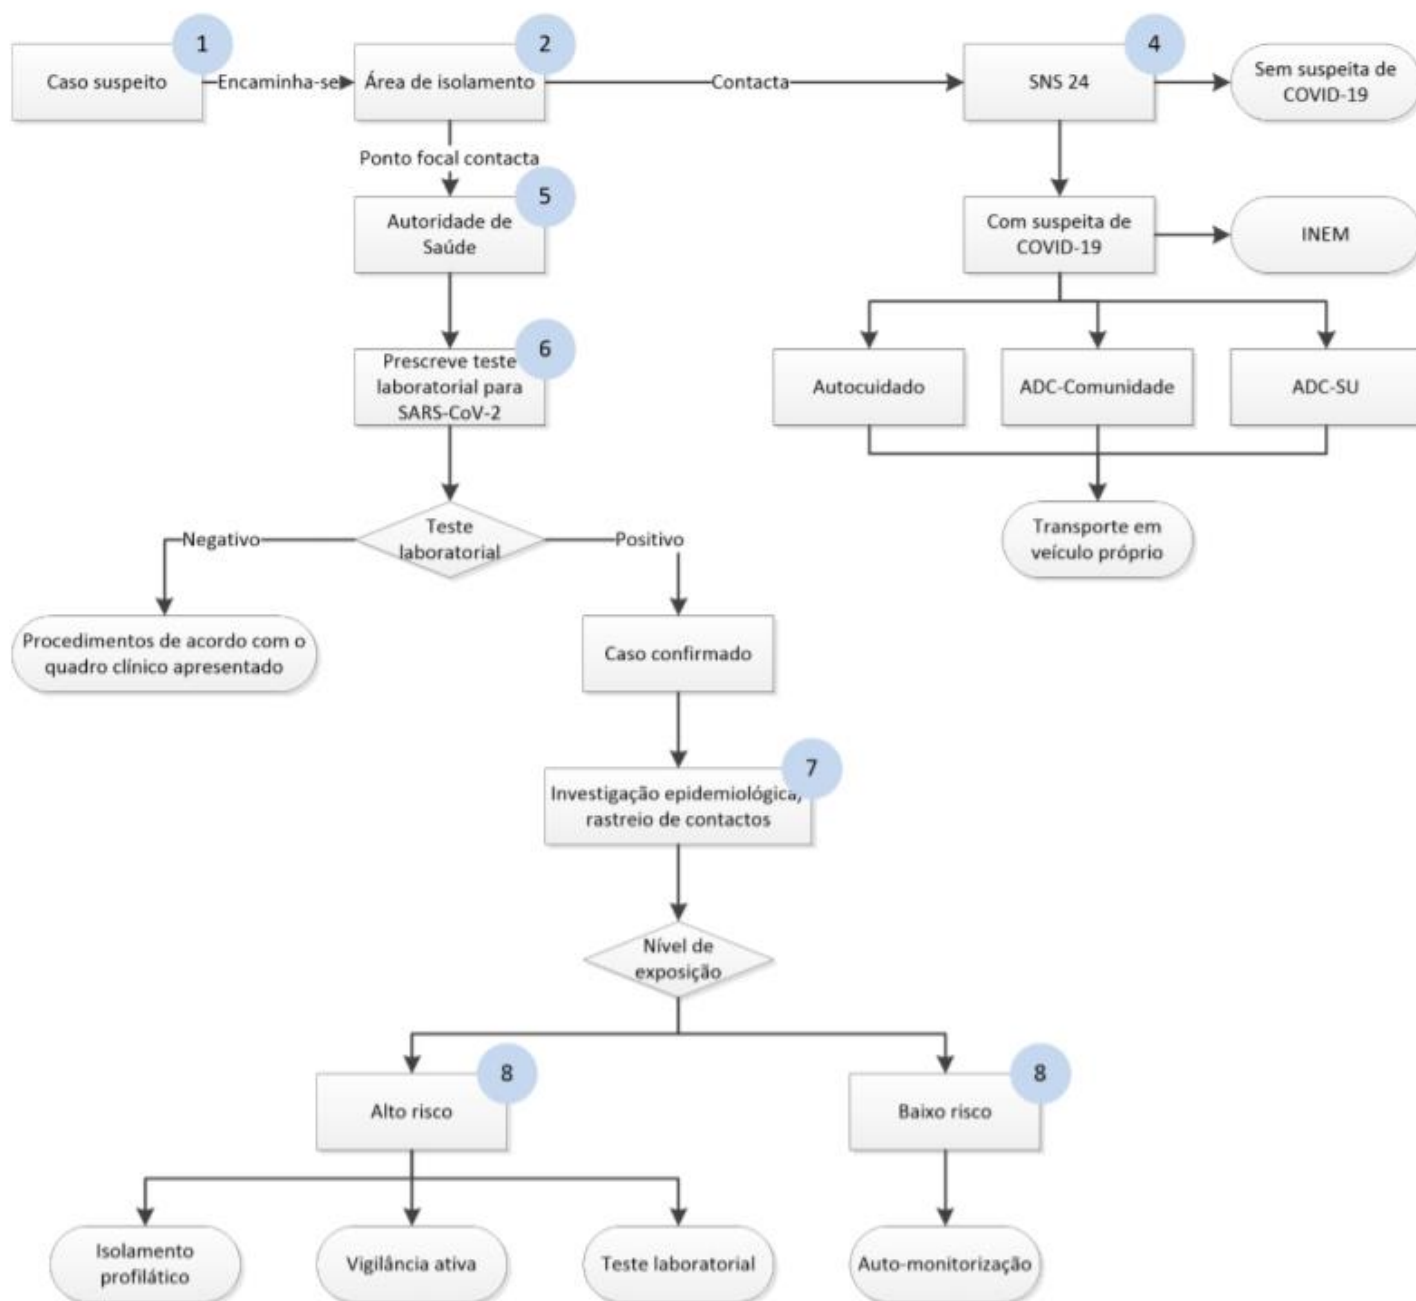 1
Caso suspeito
Encaminha-se
2
Área de isolamento
Contacta
4
SNS 24
Sem suspeita de
COVID-19
Ponto focal contacta
5
Autoridade de
Saúde
Com suspeita de
COVID-19
INEM
6
Prescreve teste
laboratorial para
SARS-CoV-2
Autocuidado
ADC-Comunidade
ADC-SU
Negativo
Teste
laboratorial
Positivo
Transporte em
veículo próprio
Procedimentos de acordo com o
quadro clínico apresentado
Caso confirmado
7
Investigação epidemiológica/
rastreio de contactos
Nível de
exposição
8
Alto risco
8
Baixo risco
Isolamento
profilático
Vigilância ativa
Teste laboratorial
Auto-monitorização